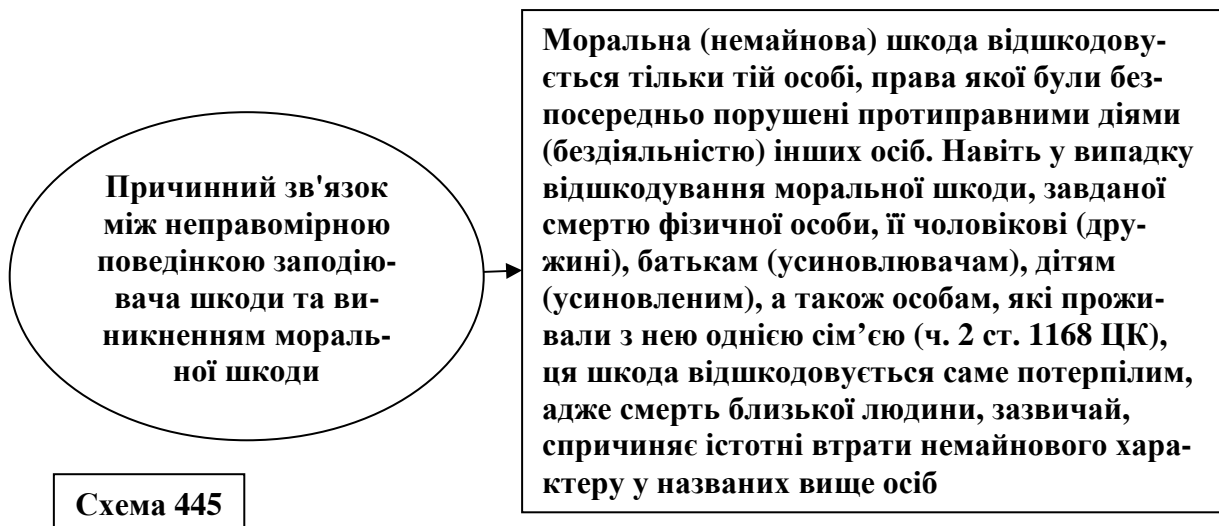 Причинний зв'язок
між неправомірною
поведінкою заподію-
вача шкоди та ви-
никненням мораль-
ної шкоди
Моральна (немайнова) шкода відшкодову-
ється тільки тій особі, права якої були без-
посередньо порушені протиправними діями
(бездіяльністю) інших осіб. Навіть у випадку
відшкодування моральної шкоди, завданої
смертю фізичної особи, її чоловікові (дру-
жині), батькам (усиновлювачам), дітям
(усиновленим), а також особам, які прожи-
вали з нею однією сім’єю (ч. 2 ст. 1168 ЦК),
ця шкода відшкодовується саме потерпілим,
адже смерть близької людини, зазвичай,
спричиняє істотні втрати немайнового хара-
ктеру у названих вище осіб
Схема 445